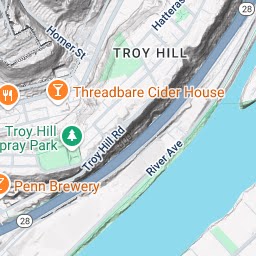 28
Hatteras
Homer St
TROY HILL
Threadbare Cider House
Troy Hill
pray Park
Troy Hill Rd
River Ave
Penn Brewery
28